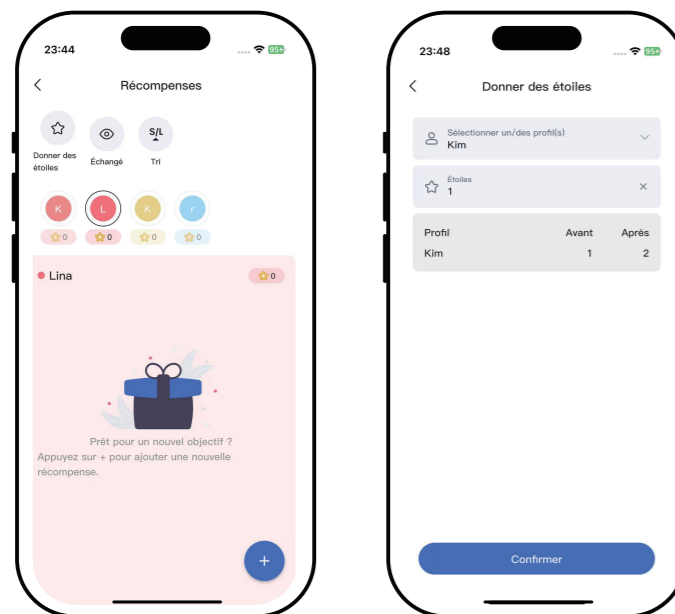 23:44
95+
Récompenses
S/L
Donner des
étoiles
Échangé
Tri
K
L
K
r
0
0
0
0
Lina
0
Prêt pour un nouvel objectif ?
Appuyez sur + pour ajouter une nouvelle
récompense.
+
23:48
95+
Donner des étoiles
Sélectionner un/des profil(s)
Kim
Étoiles
1
Profil Avant Après
Kim 1 2
Confirmer